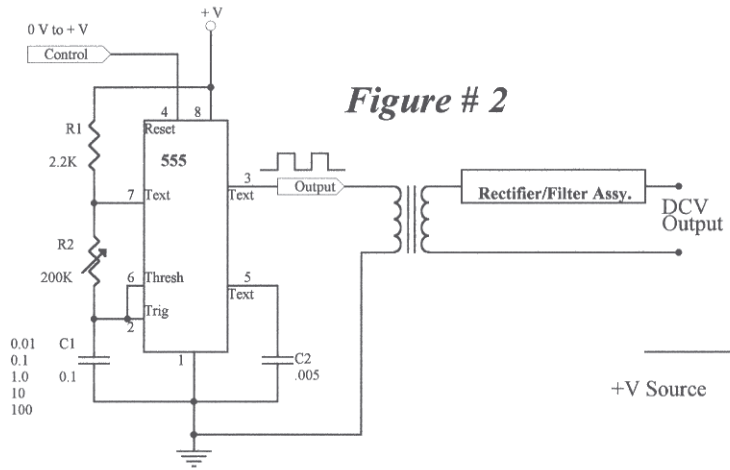 + V
0 V to + V
Control
Figure # 2
4
8
R1
Reset
2.2K
555
3
Output
7
Text
Text
Rectifier/Filter Assy.
DCV
Output
R2
200K
6
Thresh
5
Text
Trig
2
0.01
0.1
1.0
10
100
C1
0.1
1
C2
.005
+V Source